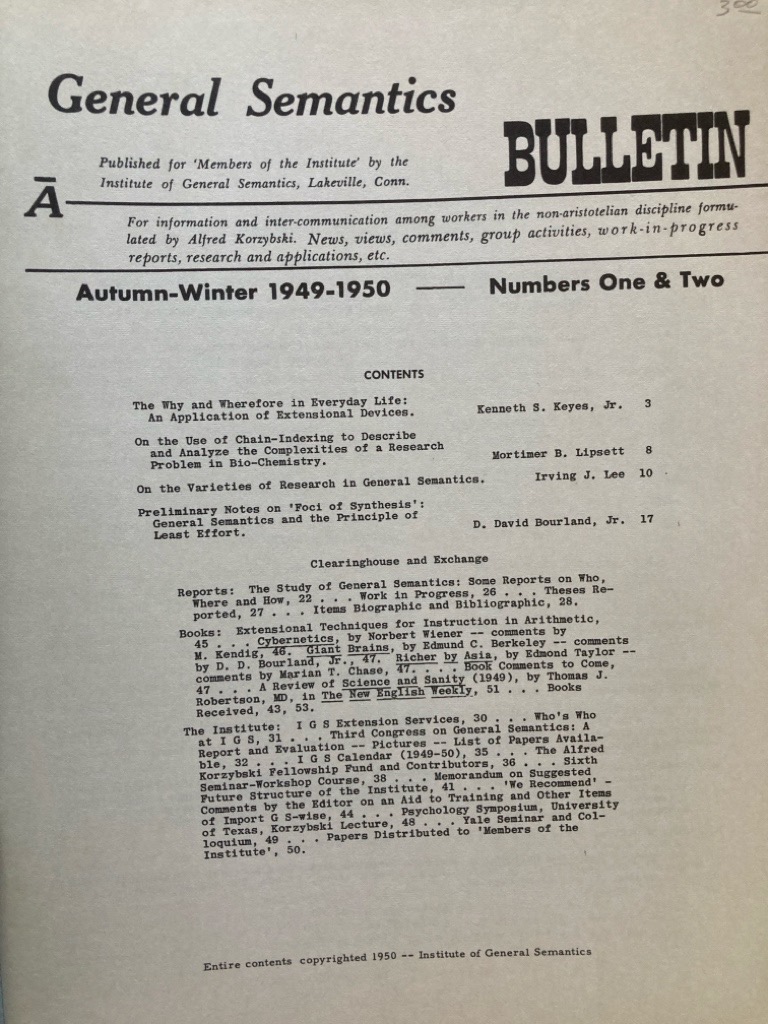 3 00
General Semantics
BULLETIN
Published for 'Members of the Institute' by the
Institute of General Semantics, Lakeville, Conn.
Ā
For information and inter-communication among workers in the non-aristotelian discipline formu-
lated by Alfred Korzybski. News, views, comments, group activities, work-in-progress
reports, research and applications, etc.
Autumn-Winter 1949-1950 — Numbers One & Two
CONTENTS
The Why and Wherefore in Everyday Life:
An Application of Extensional Devices. Kenneth S. Keyes, Jr. 3
On the Use of Chain-Indexing to Describe
and Analyze the Complexities of a Research
Problem in Bio-Chemistry. Mortimer B. Lipsett 8
On the Varieties of Research in General Semantics. Irving J. Lee 10
Preliminary Notes on 'Foci of Synthesis':
General Semantics and the Principle of
Least Effort. D. David Bourland, Jr. 17
Clearinghouse and Exchange
Reports: The Study of General Semantics: Some Reports on Who,
Where and How, 22 . . . Work in Progress, 26 . . . Theses Re-
ported, 27 . . . Items Biographic and Bibliographic, 28.
Books: Extensional Techniques for Instruction in Arithmetic,
45 . . . Cybernetics, by Norbert Wiener -- comments by
M. Kendig, 46. Giant Brains, by Edmund C. Berkeley -- comments
by D. D. Bourland, Jr., 47. Richer by Asia, by Edmond Taylor --
comments by Marian T. Chase, 47. . . . Book Comments to Come,
47 . . . A Review of Science and Sanity (1949), by Thomas J.
Robertson, MD, in The New English Weekly, 51 . . . Books
Received, 43, 53.
The Institute: I G S Extension Services, 30 . . . Who's Who
at I G S, 31 . . . Third Congress on General Semantics: A
Report and Evaluation -- Pictures -- List of Papers Availa-
ble, 32 . . . I G S Calendar (1949-50), 35 . . . The Alfred
Korzybski Fellowship Fund and Contributors, 36 . . . Sixth
Seminar-Workshop Course, 38 . . . Memorandum on Suggested
Future Structure of the Institute, 41 . . . 'We Recommend' -
Comments by the Editor on an Aid to Training and Other Items
of Import G S-wise, 44 . . . Psychology Symposium, University
of Texas, Korzybski Lecture, 48 . . . Yale Seminar and Col-
loquium, 49 . . . Papers Distributed to 'Members of the
Institute', 50.
Entire contents copyrighted 1950 -- Institute of General Semantics